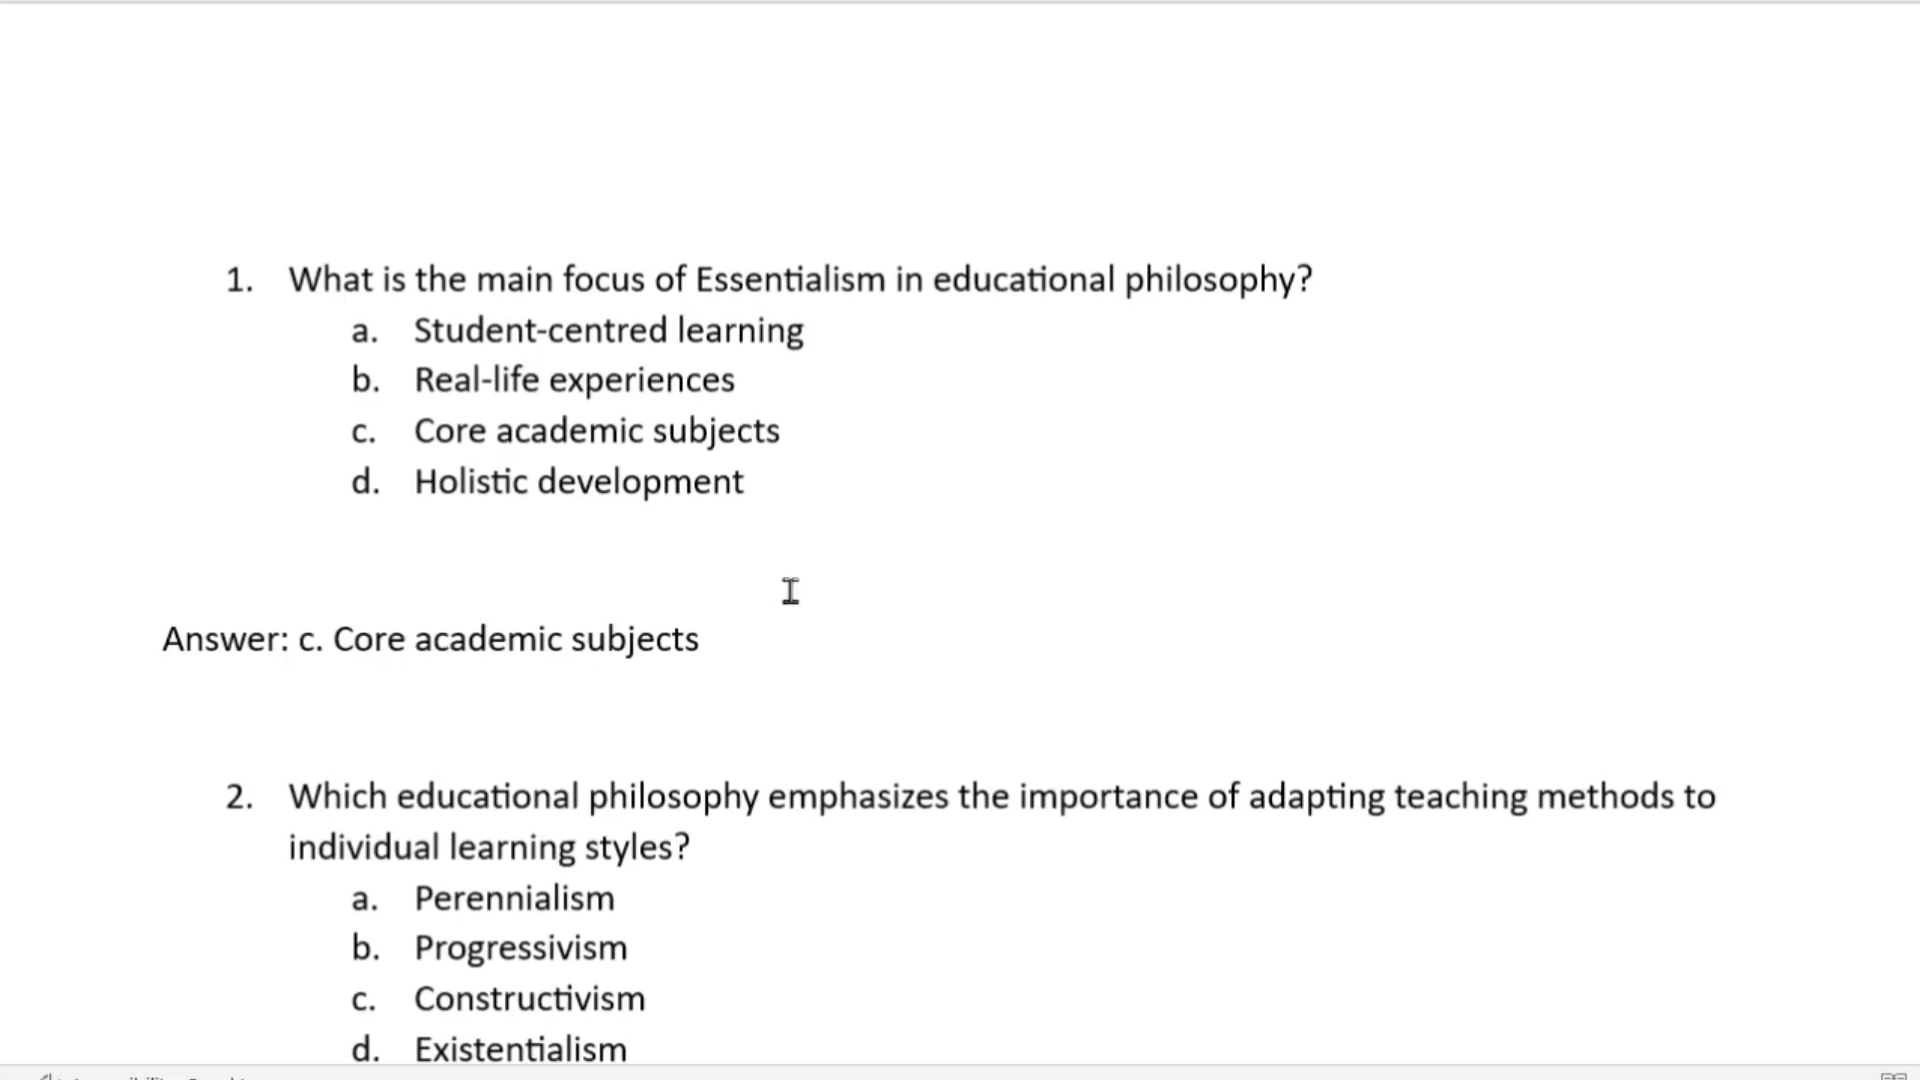 1. What is the main focus of Essentialism in educational philosophy?
a. Student-centred learning
b. Real-life experiences
c. Core academic subjects
d. Holistic development
Answer: c. Core academic subjects
2. Which educational philosophy emphasizes the importance of adapting teaching methods to
individual learning styles?
a. Perennialism
b. Progressivism
c. Constructivism
d. Existentialism